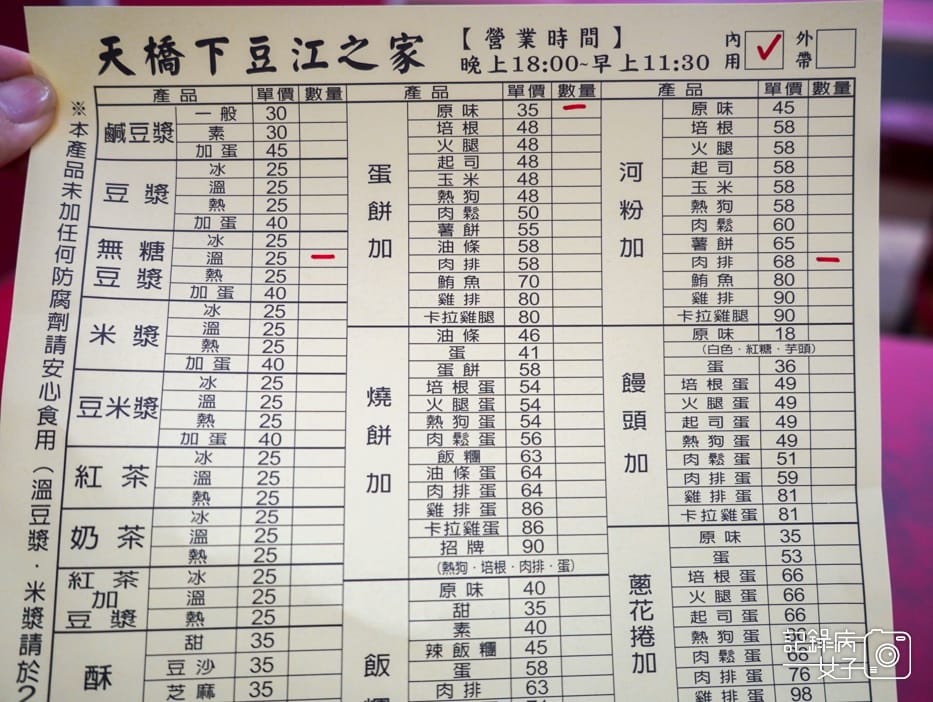 天橋下豆江之家
【營業時間】
晚上18:00~早上11:30
內用 ✓ 外帶
※本產品未加任何防腐劑請安心食用（溫豆漿．米漿請於2
產品 單價 數量
鹹豆漿
一般 30
素 30
加蛋 45
豆漿
冰 25
溫 25
熱 25
加蛋 40
無糖豆漿
冰 25
溫 25 一
熱 25
加蛋 40
米漿
冰 25
溫 25
熱 25
加蛋 40
豆米漿
冰 25
溫 25
熱 25
加蛋 40
紅茶
冰 25
溫 25
熱 25
奶茶
冰 25
溫 25
熱 25
紅茶加豆漿
冰 25
溫 25
熱 25
酥
甜 35
豆沙 35
芝麻 35
產品 單價 數量
蛋餅加
原味 35 一
培根 48
火腿 48
起司 48
玉米 48
熱狗 48
肉鬆 50
薯餅 55
油條 58
肉排 58
鮪魚 70
雞排 80
卡拉雞腿 80
燒餅加
油條 46
蛋 41
蛋餅 58
培根蛋 54
火腿蛋 54
熱狗蛋 54
肉鬆蛋 56
飯糰 63
油條蛋 64
肉排蛋 64
雞排蛋 86
卡拉雞蛋 86
招牌 90
（熱狗．培根．肉排．蛋）
飯
原味 40
甜 35
素 40
辣飯糰 45
蛋 58
肉排 63
產品 單價 數量
河粉加
原味 45
培根 58
火腿 58
起司 58
玉米 58
熱狗 58
肉鬆 60
薯餅 65
肉排 68 一
鮪魚 80
雞排 90
卡拉雞腿 90
饅頭加
原味 18
（白色．紅糖．芋頭）
蛋 36
培根蛋 49
火腿蛋 49
起司蛋 49
熱狗蛋 49
肉鬆蛋 51
肉排蛋 59
雞排蛋 81
卡拉雞蛋 81
蔥花捲加
原味 35
蛋 53
培根蛋 66
火腿蛋 66
起司蛋 66
熱狗蛋
肉鬆蛋 68
肉排蛋 76
雞排蛋 98
記錄病
女子